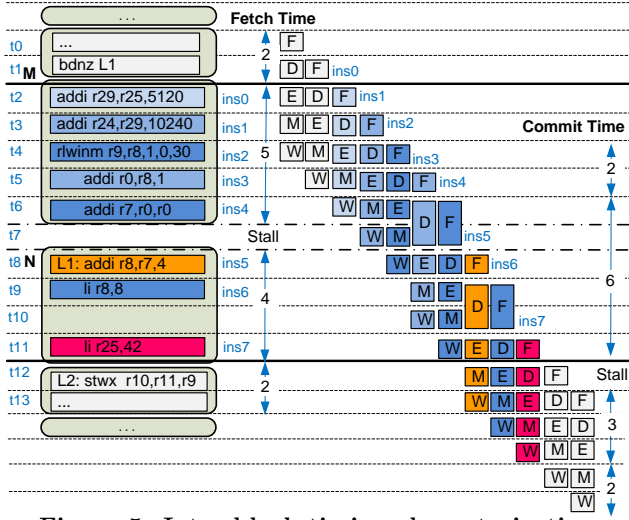 ... Fetch Time
t0 ... F
2
t1 M bdnz L1 D F ins0
t2 addi r29,r25,5120 ins0 E D F ins1
t3 addi r24,r29,10240 ins1 M E D F ins2
Commit Time
t4 rlwinm r9,r8,1,0,30 ins2 5 W M E D F ins3
2
t5 addi r0,r8,1 ins3 W M E D F ins4
t6 addi r7,r0,r0 ins4 W M E D F
t7 Stall W M ins5
t8 N L1: addi r8,r7,4 ins5 W E D F ins6
6
t9 li r8,8 ins6 4 M E D F
t10 W M ins7
t11 li r25,42 ins7 W E D F
t12 L2: stwx r10,r11,r9 2 M E D F Stall
t13 ... W M E D F
... W M E D 3
W M E
W M 2
W